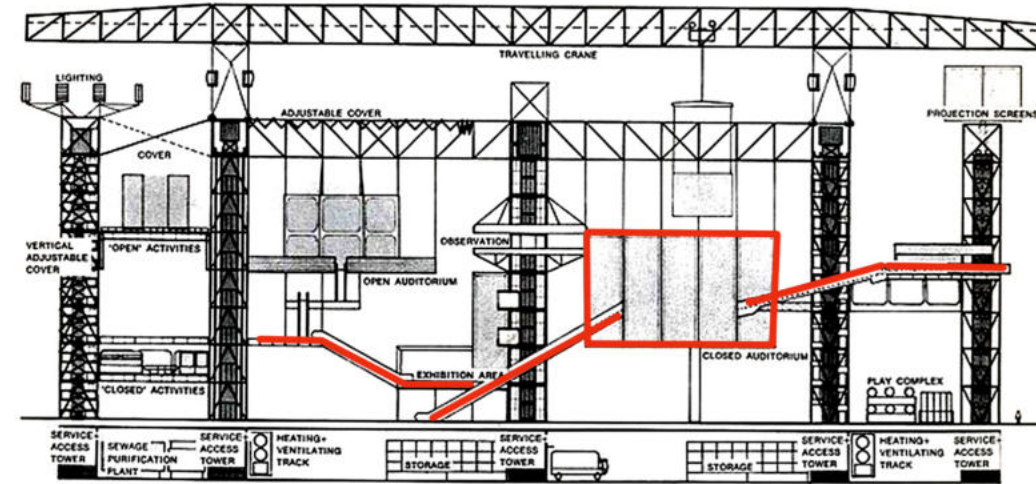 TRAVELLING CRANE
LIGHTING
PROJECTION SCREENS
ADJUSTABLE COVER
COVER
"OPEN" ACTIVITIES
VERTICAL
ADJUSTABLE
COVER
OBSERVATION
OPEN AUDITORIUM
CLOSED AUDITORIUM
EXHIBITION AREA
"CLOSED" ACTIVITIES
PLAY COMPLEX
SERVICE+
ACCESS
TOWER
SEWAGE
PURIFICATION
PLANT
SERVICE+
ACCESS
TOWER
HEATING+
VENTILATING
TRACK
STORAGE
SERVICE+
ACCESS
TOWER
STORAGE
SERVICE+
ACCESS
TOWER
HEATING+
VENTILATING
TRACK
SERVICE+
ACCESS
TOWER